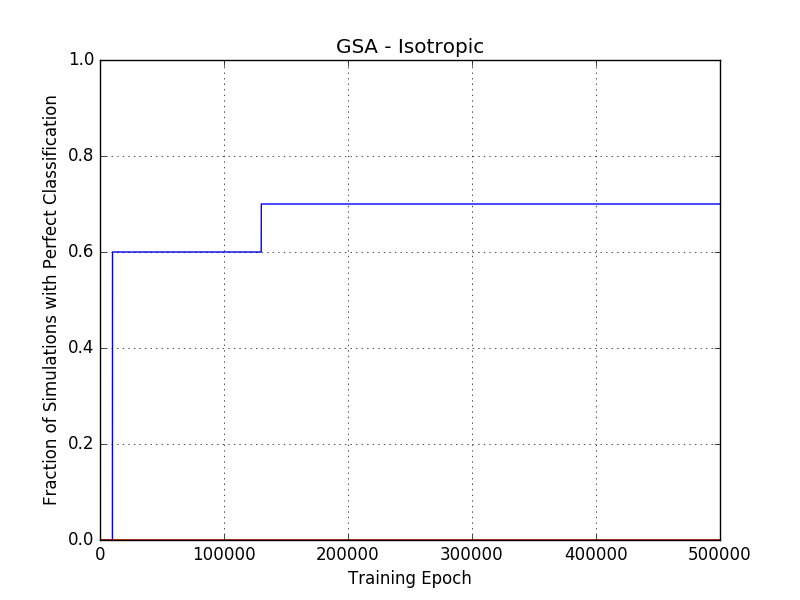 GSA - Isotropic
Fraction of Simulations with Perfect Classification
1.0
0.8
0.6
0.4
0.2
0.0
0 100000 200000 300000 400000 500000
Training Epoch